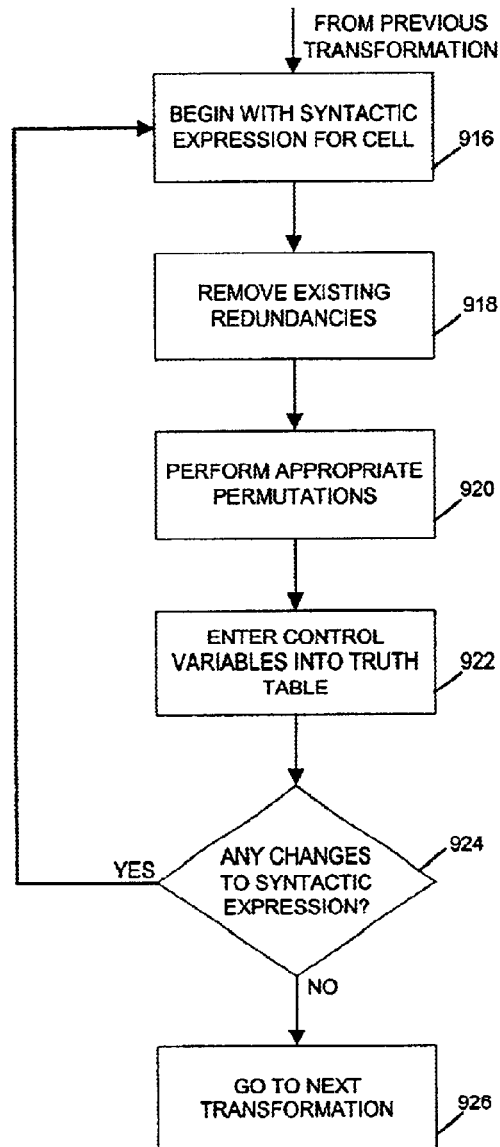 FROM PREVIOUS
TRANSFORMATION
BEGIN WITH SYNTACTIC
EXPRESSION FOR CELL
916
REMOVE EXISTING
REDUNDANCIES
918
PERFORM APPROPRIATE
PERMUTATIONS
920
ENTER CONTROL
VARIABLES INTO TRUTH
TABLE
922
924
YES
ANY CHANGES
TO SYNTACTIC
EXPRESSION?
NO
GO TO NEXT
TRANSFORMATION
926